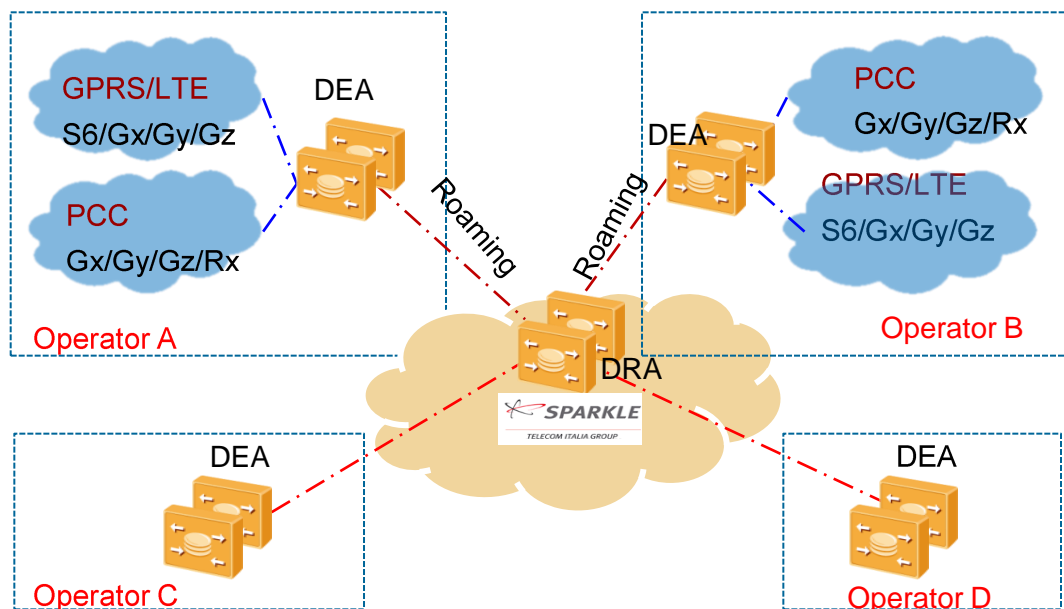 GPRS/LTE
S6/Gx/Gy/Gz
DEA
PCC
Gx/Gy/Gz/Rx
Operator A
Roaming
Roaming
DEA
PCC
Gx/Gy/Gz/Rx
GPRS/LTE
S6/Gx/Gy/Gz
Operator B
DRA
SPARKLE
TELECOM ITALIA GROUP
DEA
Operator C
DEA
Operator D